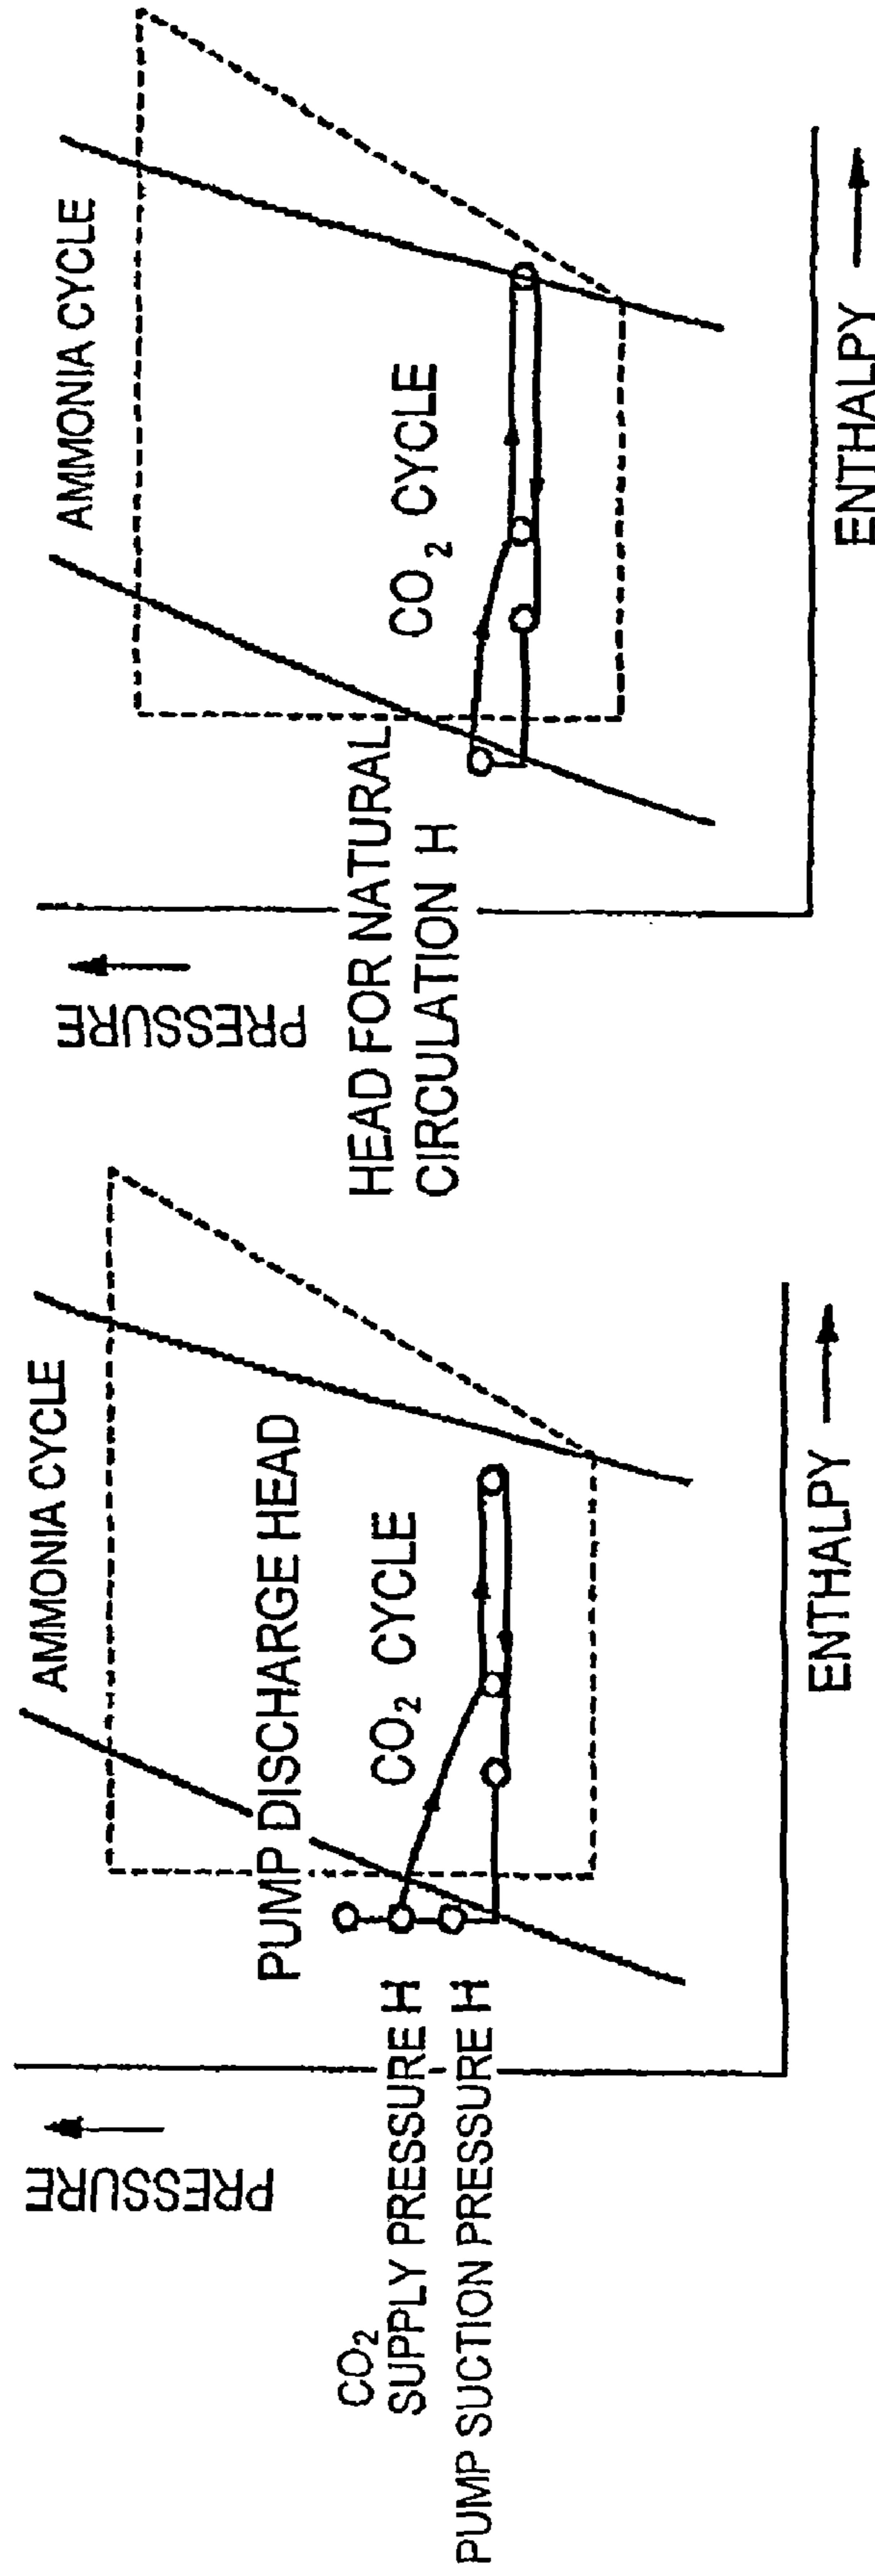 PRESSURE
AMMONIA CYCLE
PUMP DISCHARGE HEAD
CO₂ CYCLE
CO₂
SUPPLY PRESSURE H
PUMP SUCTION PRESSURE H
ENTHALPY
PRESSURE
AMMONIA CYCLE
CO₂ CYCLE
HEAD FOR NATURAL
CIRCULATION H
ENTHALPY